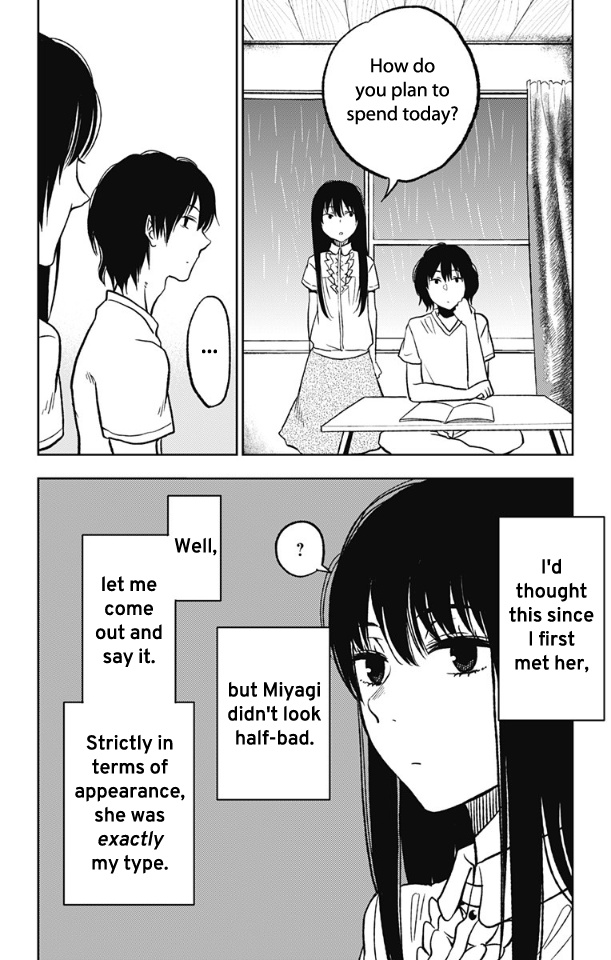 How do
you plan to
spend today?
...
I'd
thought
this since
I first
met her,
?
but Miyagi
didn't look
half-bad.
Well,
let me
come
out and
say it.
Strictly in
terms of
appearance,
she was
exactly
my type.